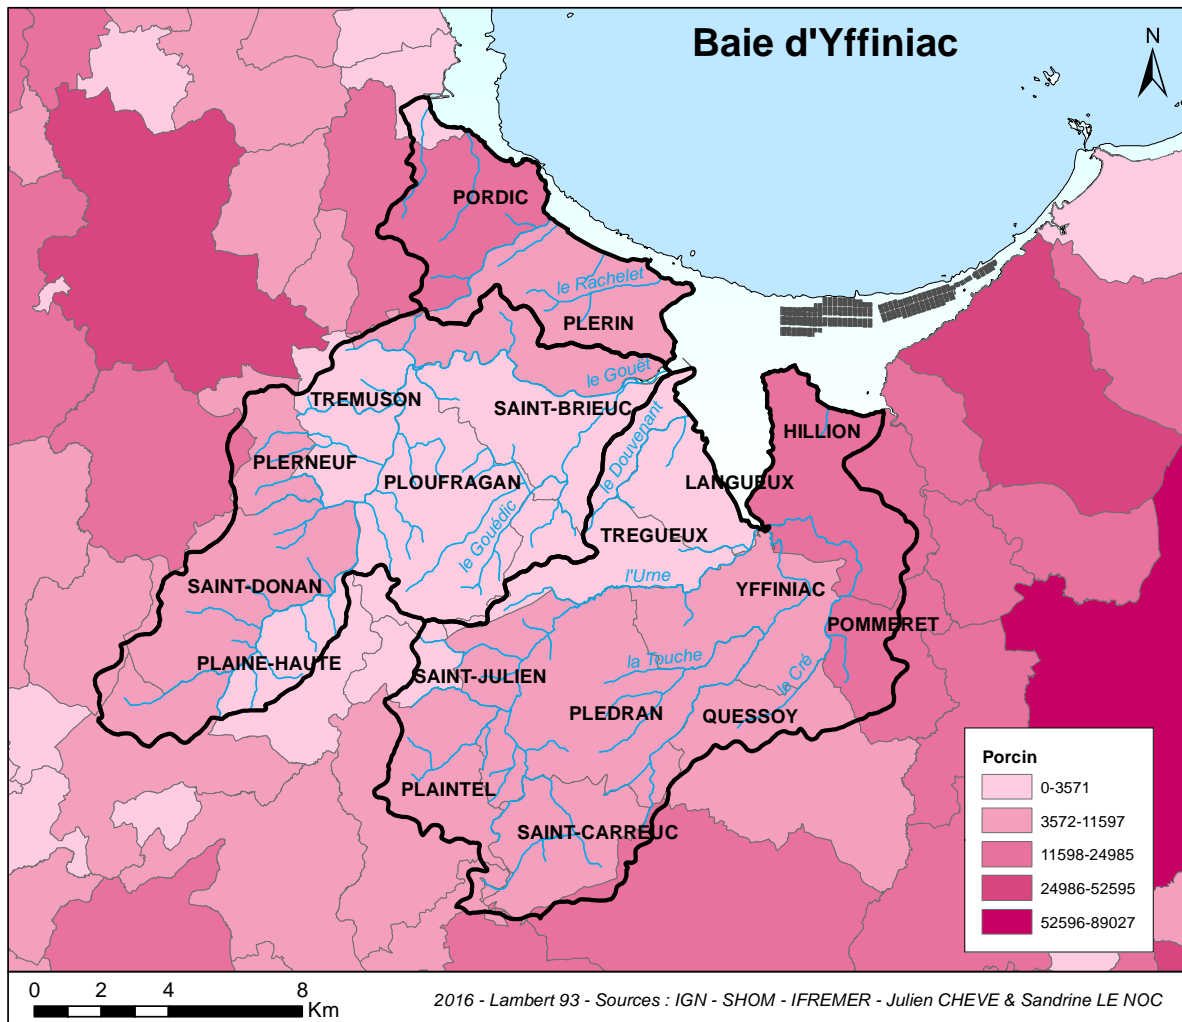 Baie d'Yffiniac
N
PORDIC
le Rachelet
PLERIN
le Gouët
TREMUSON
SAINT-BRIEUC
le Douvenant
HILLION
PLERNEUF
PLOUFRAGAN
LANGUEUX
le Gouédic
TREGUEUX
l'Urne
SAINT-DONAN
YFFINIAC
POMMERET
PLAINE-HAUTE
la Touche
SAINT-JULIEN
le Cré
PLEDRAN
QUESSOY
PLAINTEL
SAINT-CARREUC
Porcin
0-3571
3572-11597
11598-24985
24986-52595
52596-89027
0 2 4 8
Km
2016 - Lambert 93 - Sources : IGN - SHOM - IFREMER - Julien CHEVE & Sandrine LE NOC